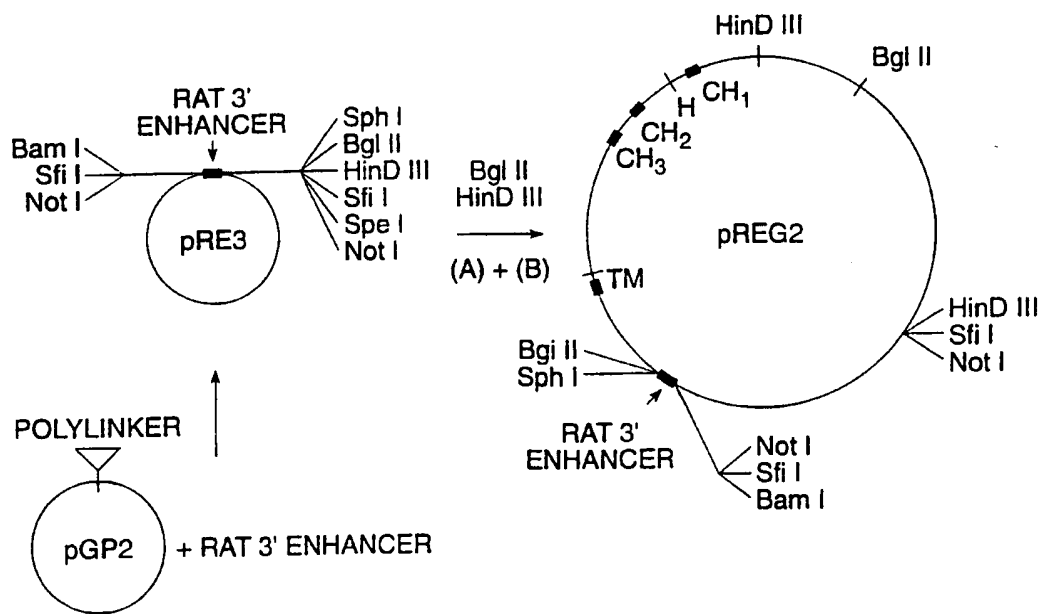 RAT 3'
ENHANCER
Bam I
Sfi I
Not I
Sph I
Bgl II
HinD III
Sfi I
Spe I
Not I
pRE3
Bgl II
HinD III
(A) + (B)
POLYLINKER
pGP2
+ RAT 3' ENHANCER
HinD III
Bgl II
CH1
H
CH2
CH3
pREG2
TM
HinD III
Sfi I
Not I
Bgi II
Sph I
RAT 3'
ENHANCER
Not I
Sfi I
Bam I